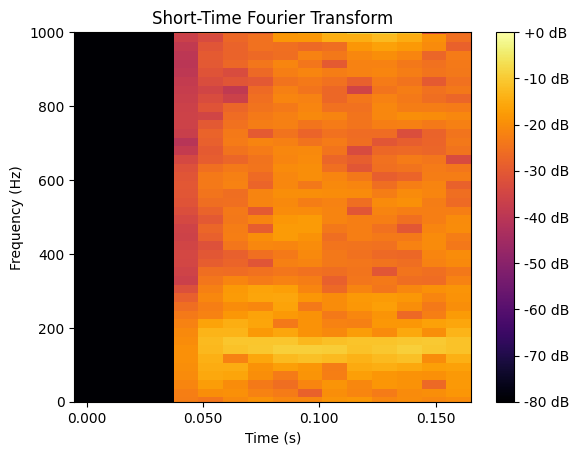 Short-Time Fourier Transform
1000
800
600
400
200
0
Frequency (Hz)
0.000
0.050
0.100
0.150
Time (s)
+0 dB
-10 dB
-20 dB
-30 dB
-40 dB
-50 dB
-60 dB
-70 dB
-80 dB